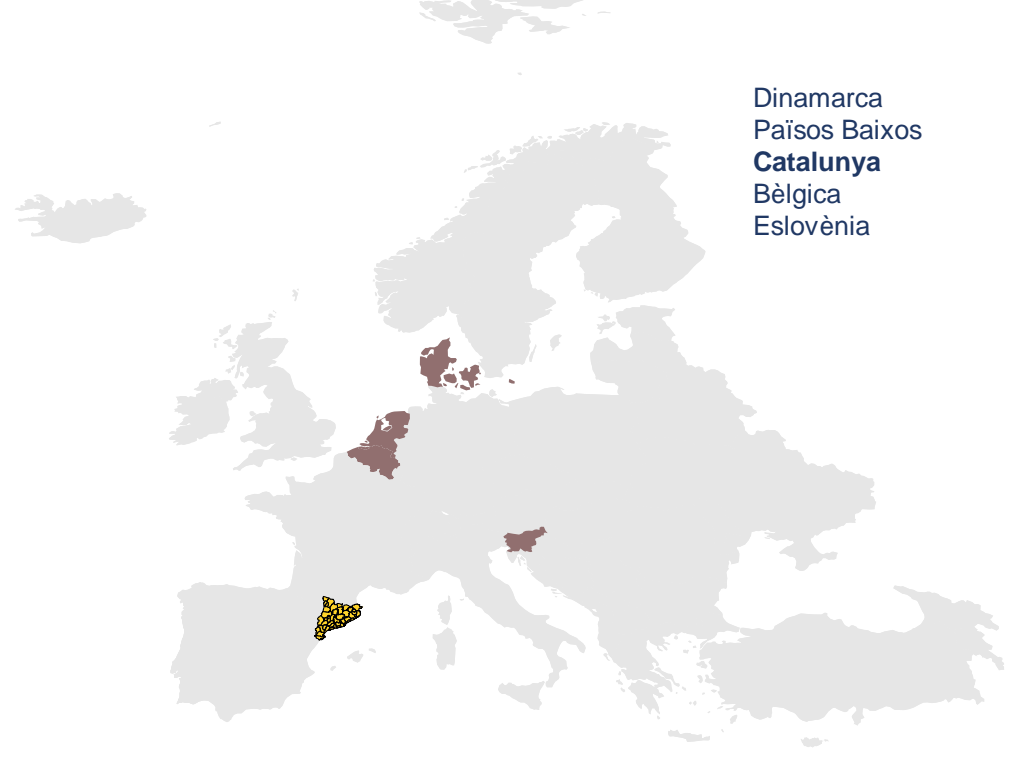 Dinamarca
Països Baixos
Catalunya
Bèlgica
Eslovènia